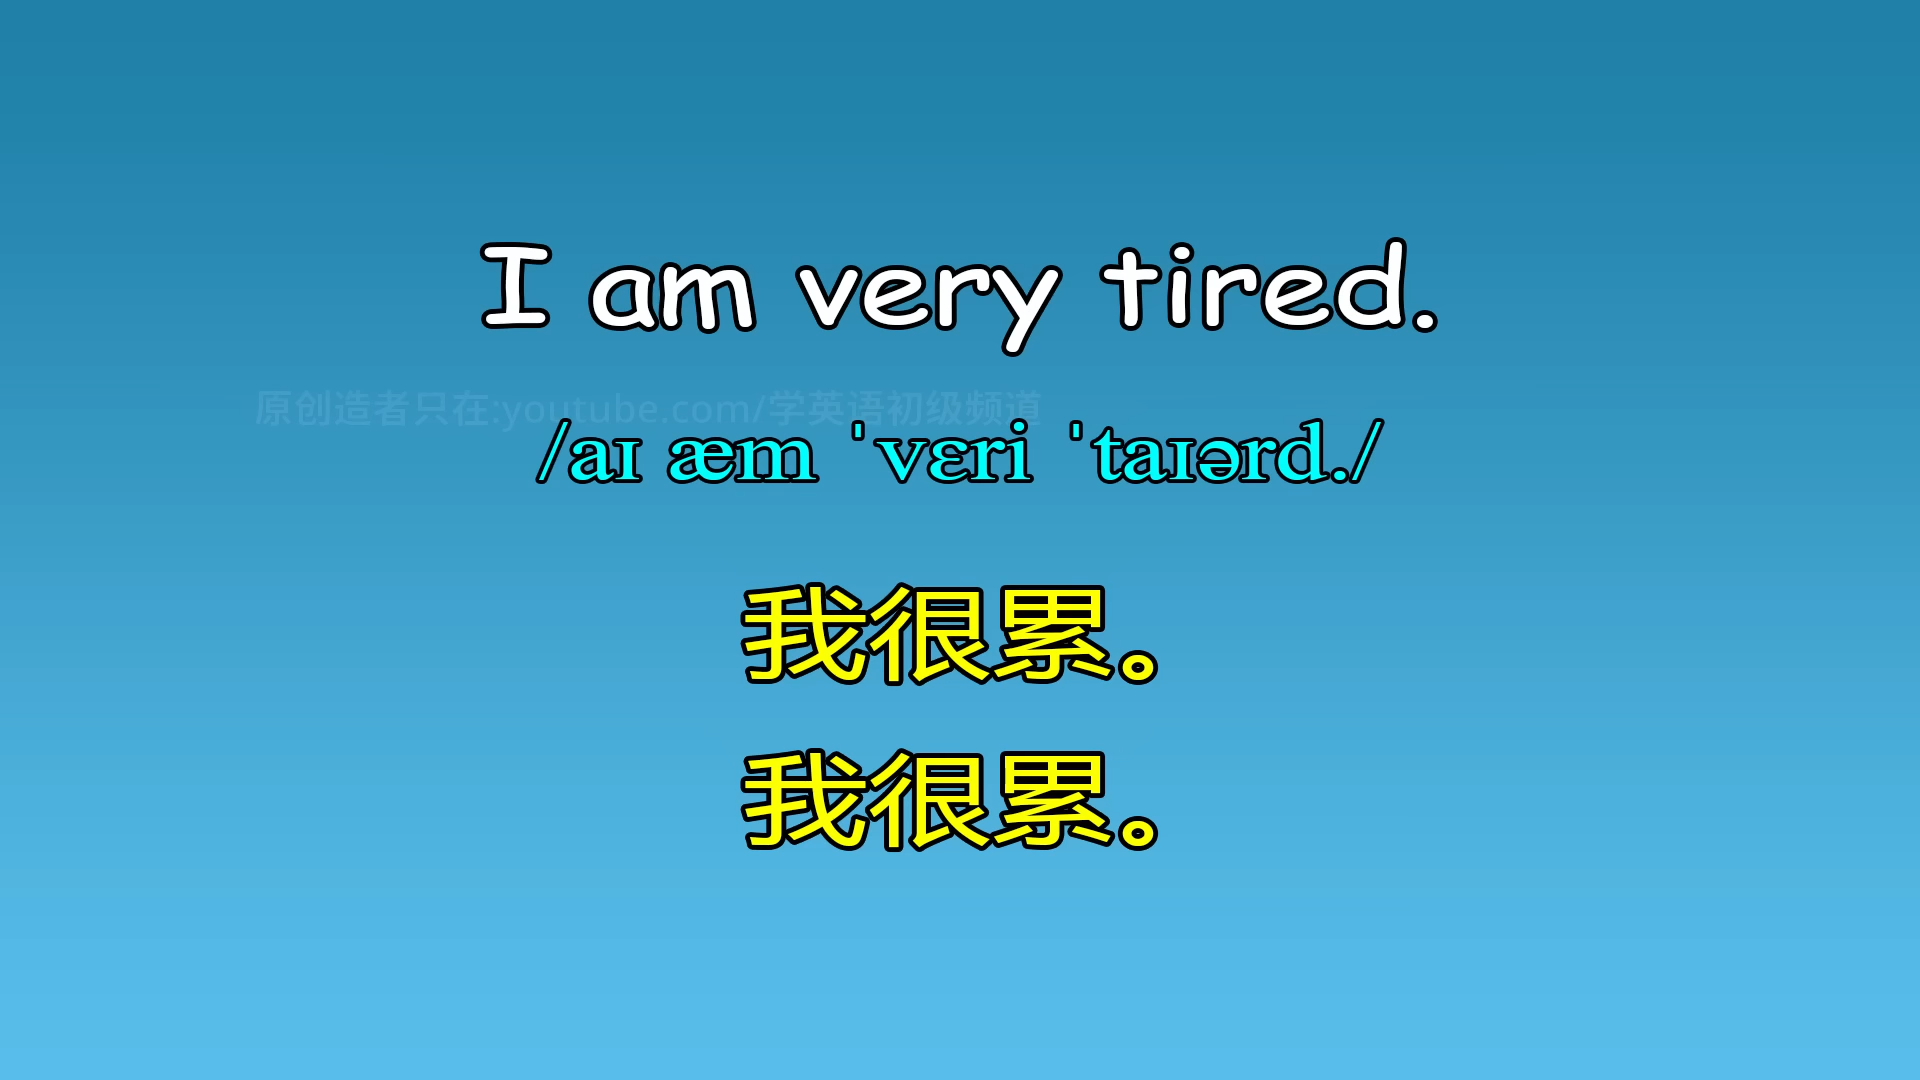 I am very tired.
原创造者只在:youtube.com/学英语初级频道
/aɪ æm ˈvɛri ˈtaɪərd./
我很累。
我很累。